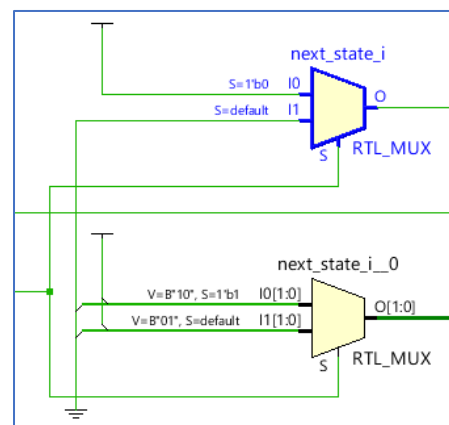 next_state_i
S=1'b0 I0
O
S=default I1
S
RTL_MUX
next_state_i__0
V=B"10", S=1'b1 I0[1:0]
O[1:0]
V=B"01", S=default I1[1:0]
S
RTL_MUX